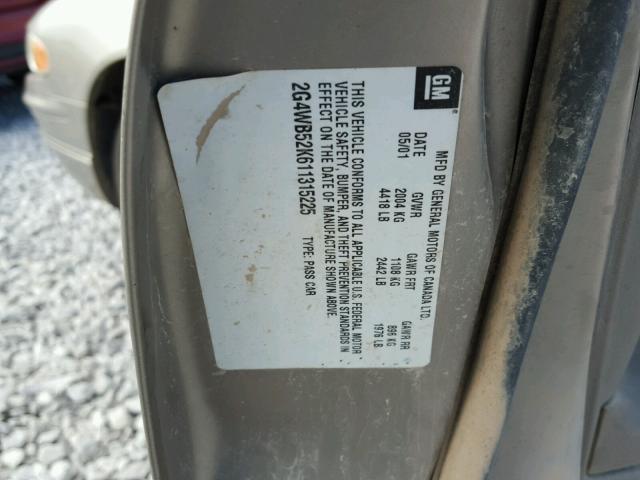 GM
MFD BY GENERAL MOTORS OF CANADA LTD.
DATE GVWR GAWR FRT GAWR RR
05/01 2004 KG 1108 KG 896 KG
4418 LB 2442 LB 1976 LB
THIS VEHICLE CONFORMS TO ALL APPLICABLE U.S. FEDERAL MOTOR
VEHICLE SAFETY, BUMPER, AND THEFT PREVENTION STANDARDS IN
EFFECT ON THE DATE OF MANUFACTURE SHOWN ABOVE.
2G4WB52K611315225 TYPE: PASS CAR